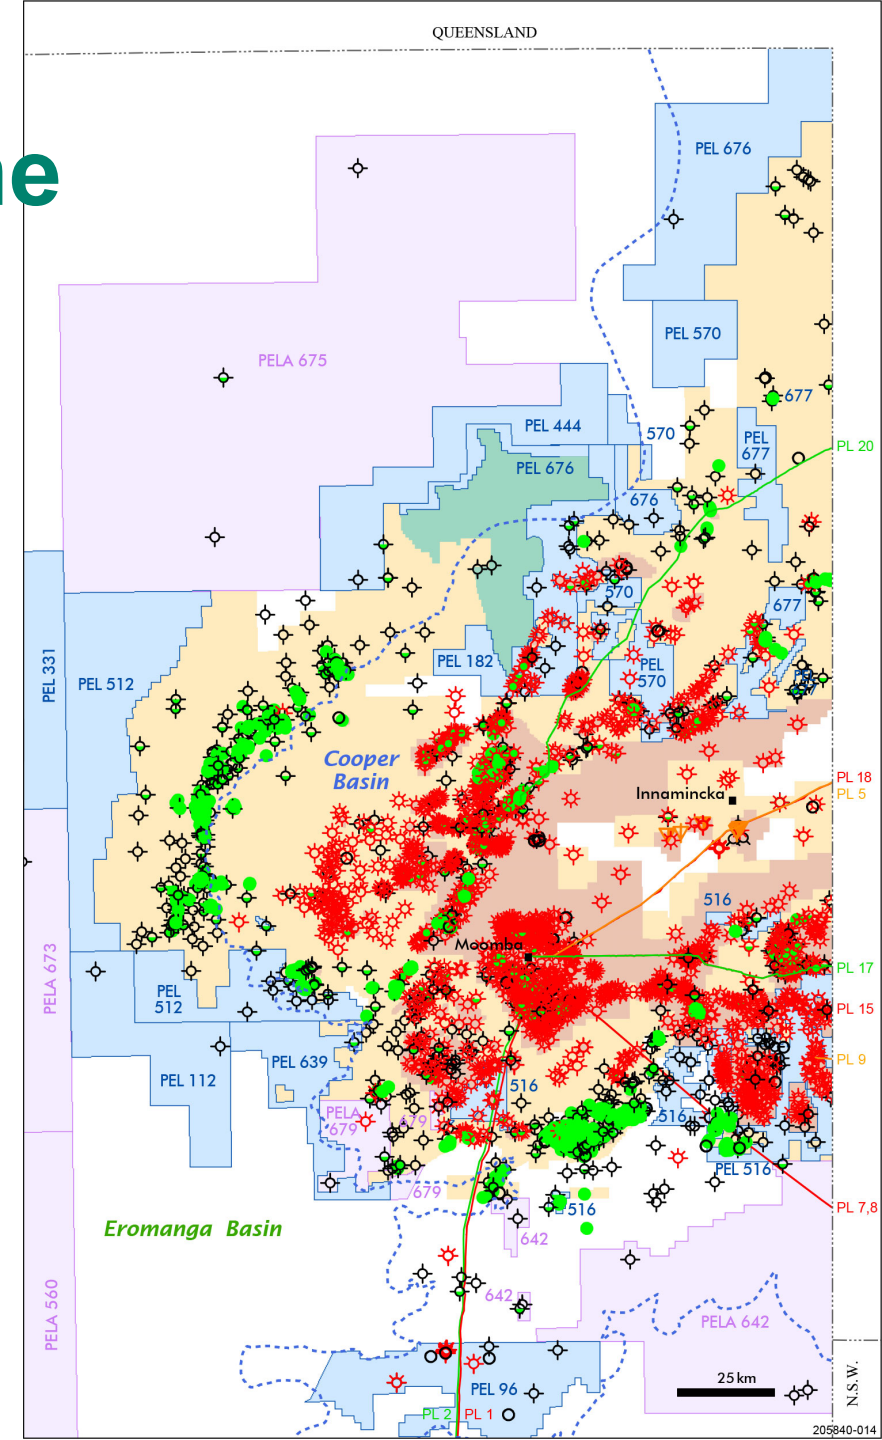 QUEENSLAND
PEL 676
ne
PEL 570
PELA 675
677
PEL 444
570
PEL
677
PL 20
PEL 676
676
570
677
PEL 331
PEL 512
PEL 182
PEL
570
Cooper
Basin
PL 18
Innamincka
PL 5
516
Moomba
PELA 673
PL 17
PEL
512
PL 15
PEL 639
PL 9
PEL 112
516
PELA
679
679
516
PEL 516
679
PL 7,8
516
Eromanga Basin
642
642
PELA 560
PELA 642
25 km
PEL 96
N.S.W.
PL 2
PL 1
205840-014